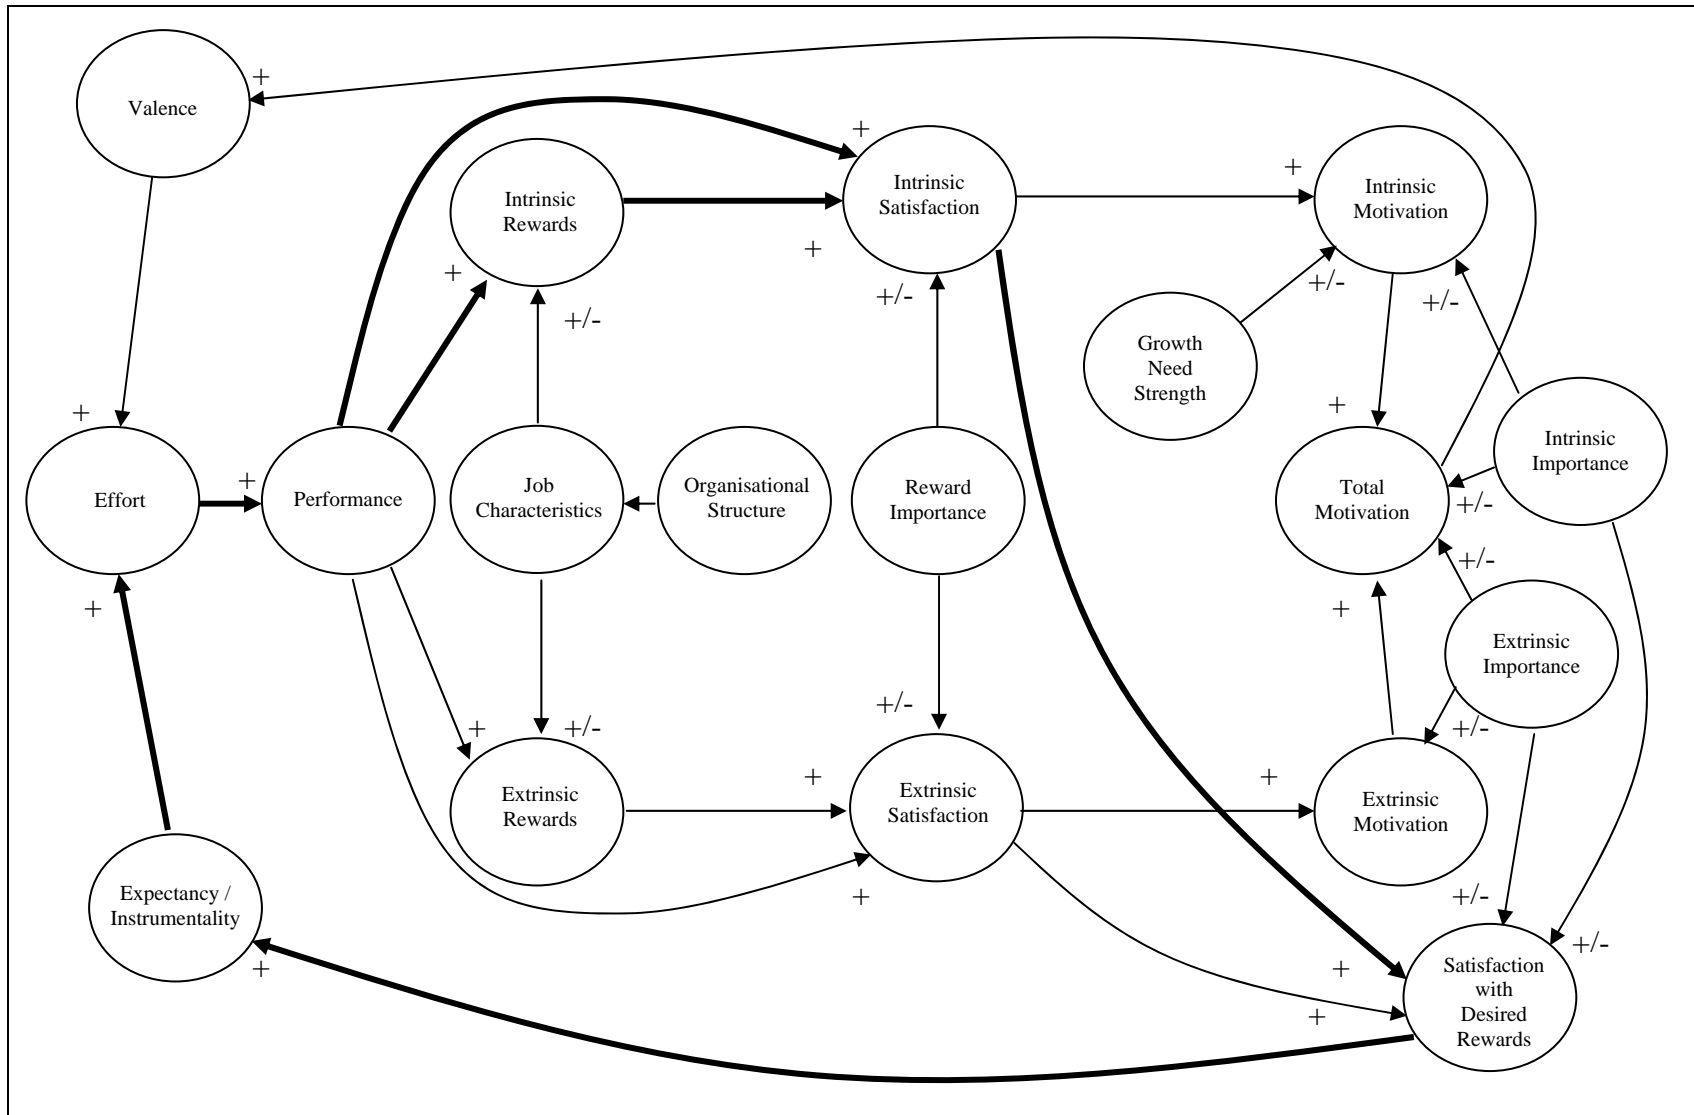 +
Valence
+
+
Intrinsic
Rewards
Intrinsic
Satisfaction
+
Intrinsic
Motivation
+
+
+/-
+/-
+/-
+/-
Growth
Need
Strength
+
+
Intrinsic
Importance
+
Effort
Performance
Job
Characteristics
Organisational
Structure
Reward
Importance
Total
Motivation
+/-
+/-
+
+
Extrinsic
Importance
+
+/-
+/-
+/-
+
+
Extrinsic
Rewards
Extrinsic
Satisfaction
Extrinsic
Motivation
Expectancy /
Instrumentality
+
+/-
+/-
+
+
+
Satisfaction
with
Desired
Rewards